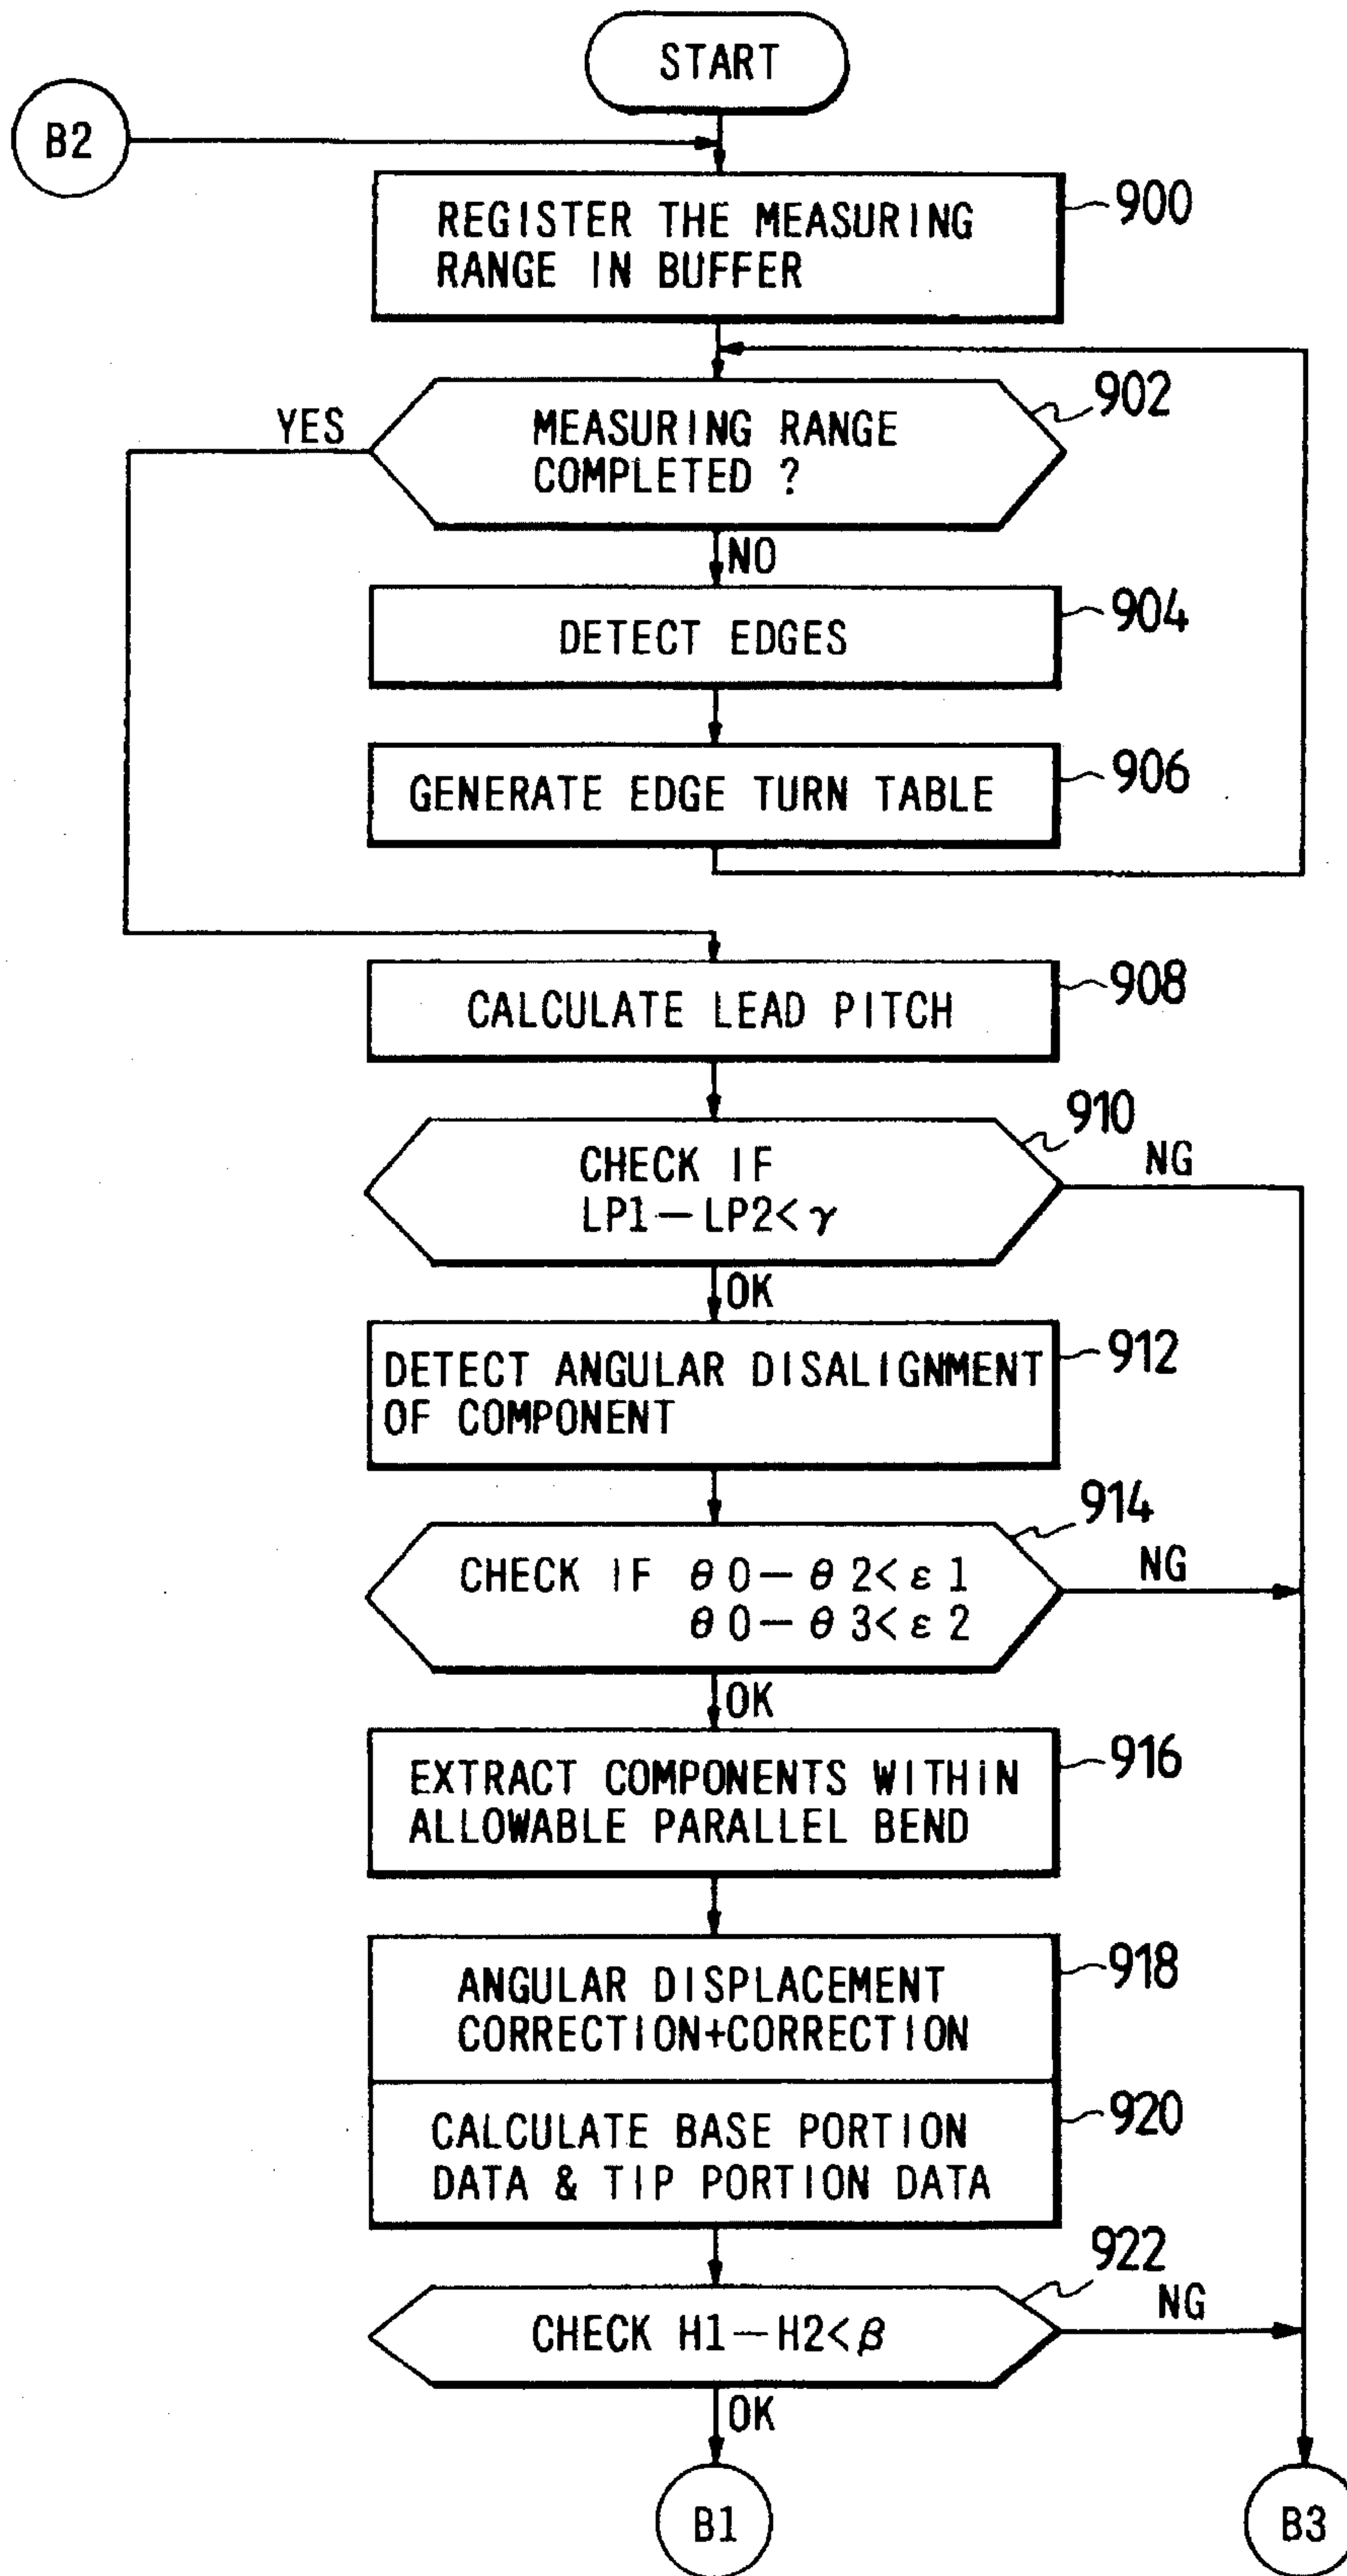 START
B2
REGISTER THE MEASURING
RANGE IN BUFFER
900
YES
MEASURING RANGE
COMPLETED ?
902
NO
DETECT EDGES
904
GENERATE EDGE TURN TABLE
906
CALCULATE LEAD PITCH
908
CHECK IF
LP1-LP2<γ
910
NG
OK
DETECT ANGULAR DISALIGNMENT
OF COMPONENT
912
CHECK IF θ0-θ2<ε1
θ0-θ3<ε2
914
NG
OK
EXTRACT COMPONENTS WITHIN
ALLOWABLE PARALLEL BEND
916
ANGULAR DISPLACEMENT
CORRECTION+CORRECTION
918
CALCULATE BASE PORTION
DATA & TIP PORTION DATA
920
CHECK H1-H2<β
922
NG
OK
B1
B3